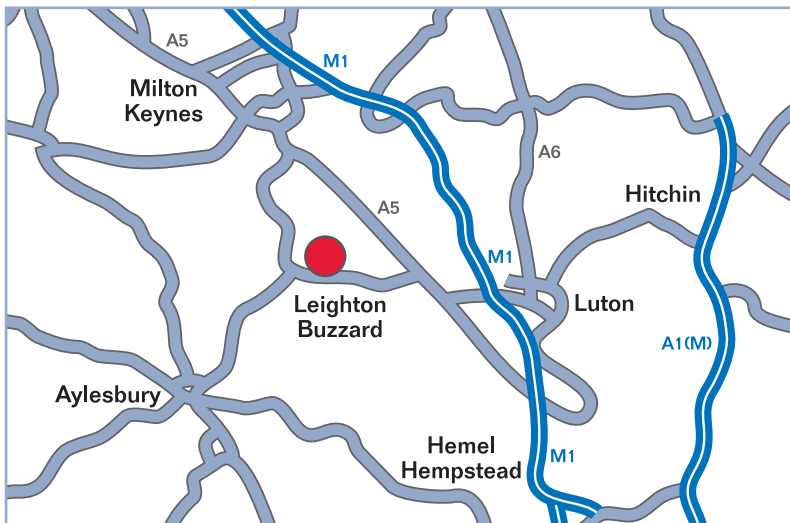 A5
M1
Milton
Keynes
A6
Hitchin
A5
M1
Leighton
Buzzard
Luton
A1(M)
Aylesbury
Hemel
Hempstead
M1